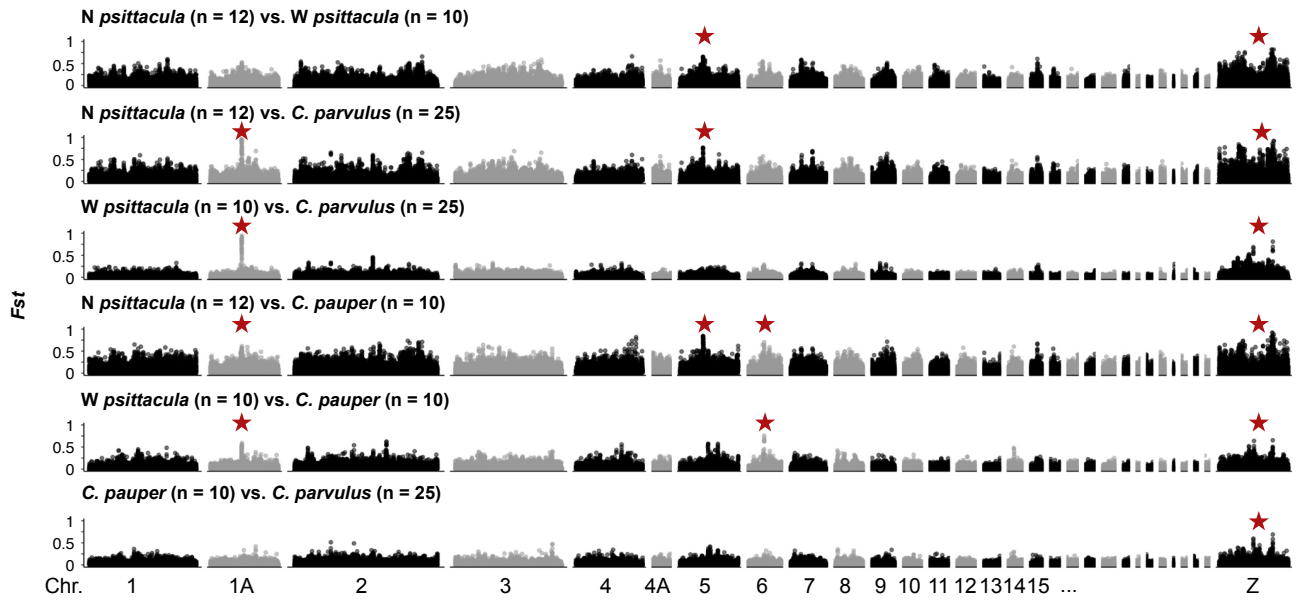 N psittacula (n = 12) vs. W psittacula (n = 10)
1
0.5
0
N psittacula (n = 12) vs. C. parvulus (n = 25)
1
0.5
0
W psittacula (n = 10) vs. C. parvulus (n = 25)
1
0.5
0
Fst
N psittacula (n = 12) vs. C. pauper (n = 10)
1
0.5
0
W psittacula (n = 10) vs. C. pauper (n = 10)
1
0.5
0
C. pauper (n = 10) vs. C. parvulus (n = 25)
1
0.5
0
Chr. 1 1A 2 3 4 4A 5 6 7 8 9 10 11 12 13 14 15 ... Z